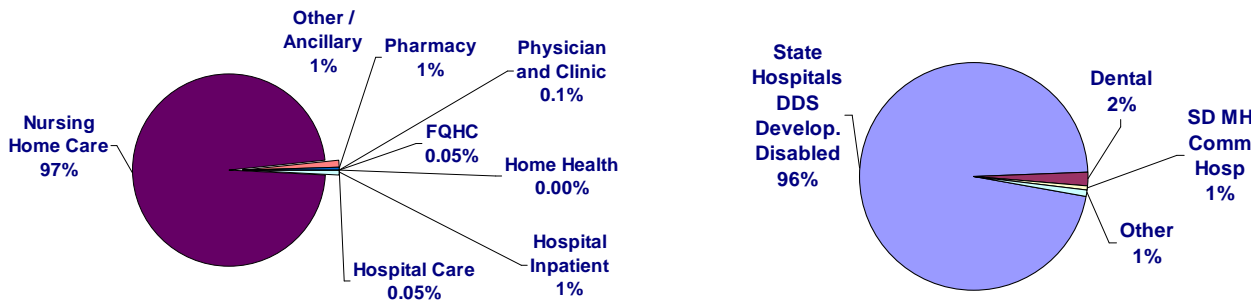 Other /
Ancillary
1%
Pharmacy
1%
Physician
and Clinic
0.1%
Nursing
Home Care
97%
FQHC
0.05%
Home Health
0.00%
Hospital
Inpatient
1%
Hospital Care
0.05%
State
Hospitals
DDS
Develop.
Disabled
96%
Dental
2%
SD MH
Comm
Hosp
1%
Other
1%